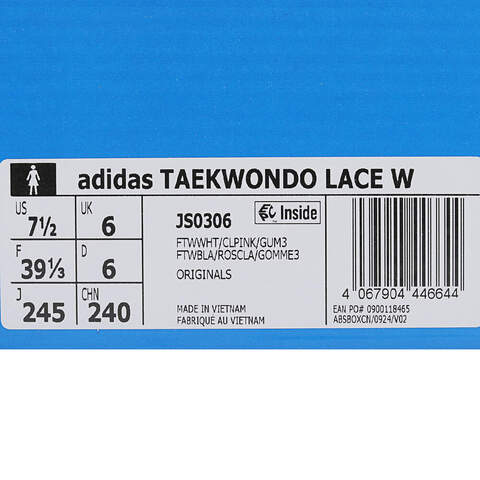 adidas TAEKWONDO LACE W
US 7½ UK 6
F 39⅓ D 6
J 245 CHN 240
JS0306 Inside
FTWWHT/CLPINK/GUM3
FTWBLA/ROSCLA/GOMME3
ORIGINALS
MADE IN VIETNAM
FABRIQUÉ AU VIETNAM
4 067904 446644
EAN PO# 0900118465
ABSBOXCN/0924/V02